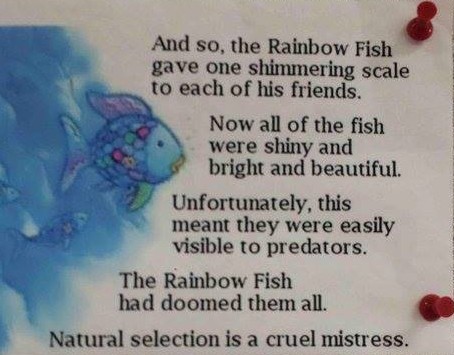 And so, the Rainbow Fish
gave one shimmering scale
to each of his friends.
Now all of the fish
were shiny and
bright and beautiful.
Unfortunately, this
meant they were easily
visible to predators.
The Rainbow Fish
had doomed them all.
Natural selection is a cruel mistress.